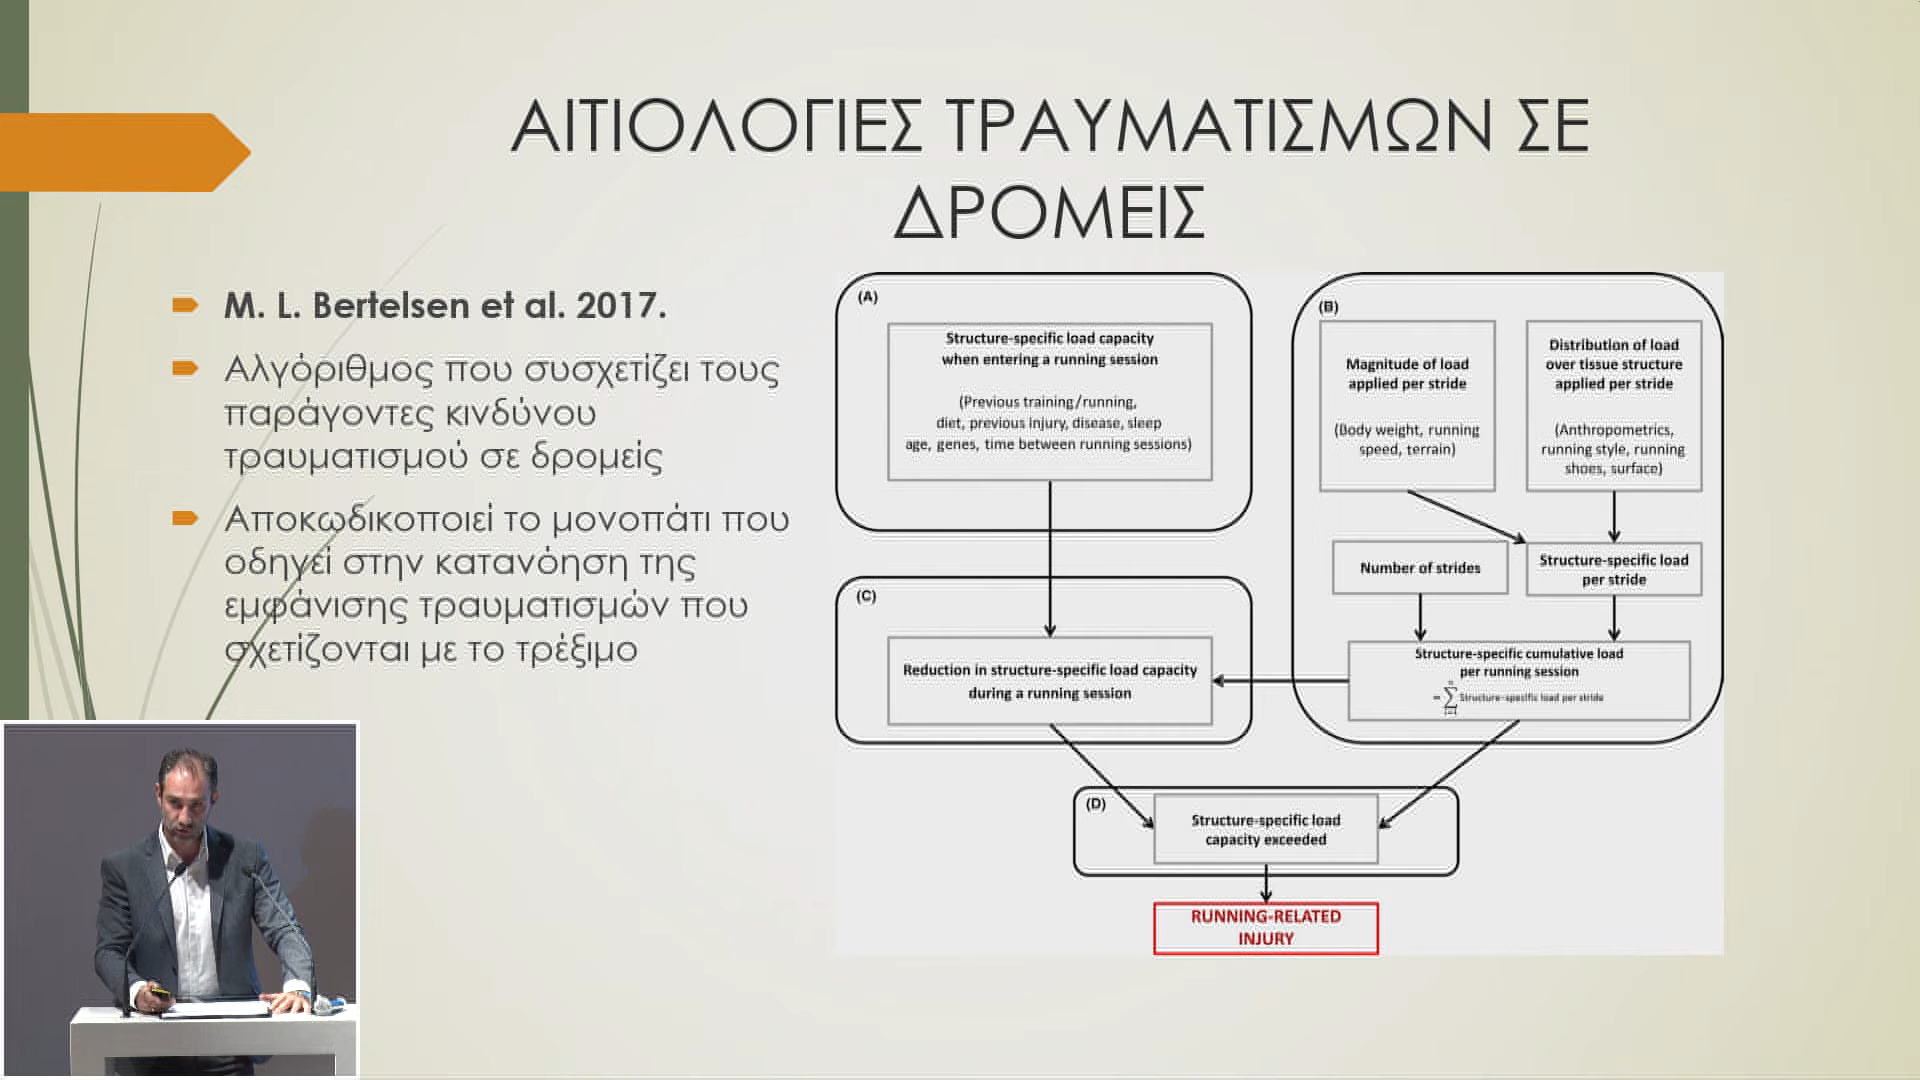 ΑΙΤΙΟΛΟΓΙΕΣ ΤΡΑΥΜΑΤΙΣΜΩΝ ΣΕ
ΔΡΟΜΕΙΣ
M. L. Bertelsen et al. 2017.
Αλγόριθμος που συσχετίζει τους
παράγοντες κινδύνου
τραυματισμού σε δρομείς
Αποκωδικοποιεί το μονοπάτι που
οδηγεί στην κατανόηση της
εμφάνισης τραυματισμών που
σχετίζονται με το τρέξιμο
(A)
Structure-specific load capacity
when entering a running session
(Previous training/running,
diet, previous injury, disease, sleep
age, genes, time between running sessions)
(B)
Magnitude of load
applied per stride
(Body weight, running
speed, terrain)
Distribution of load
over tissue structure
applied per stride
(Anthropometrics,
running style, running
shoes, surface)
Number of strides
Structure-specific load
per stride
Structure-specific cumulative load
per running session
= n ∑ i=1 Structure-specific load per stride
(C)
Reduction in structure-specific load capacity
during a running session
(D)
Structure-specific load
capacity exceeded
RUNNING-RELATED
INJURY